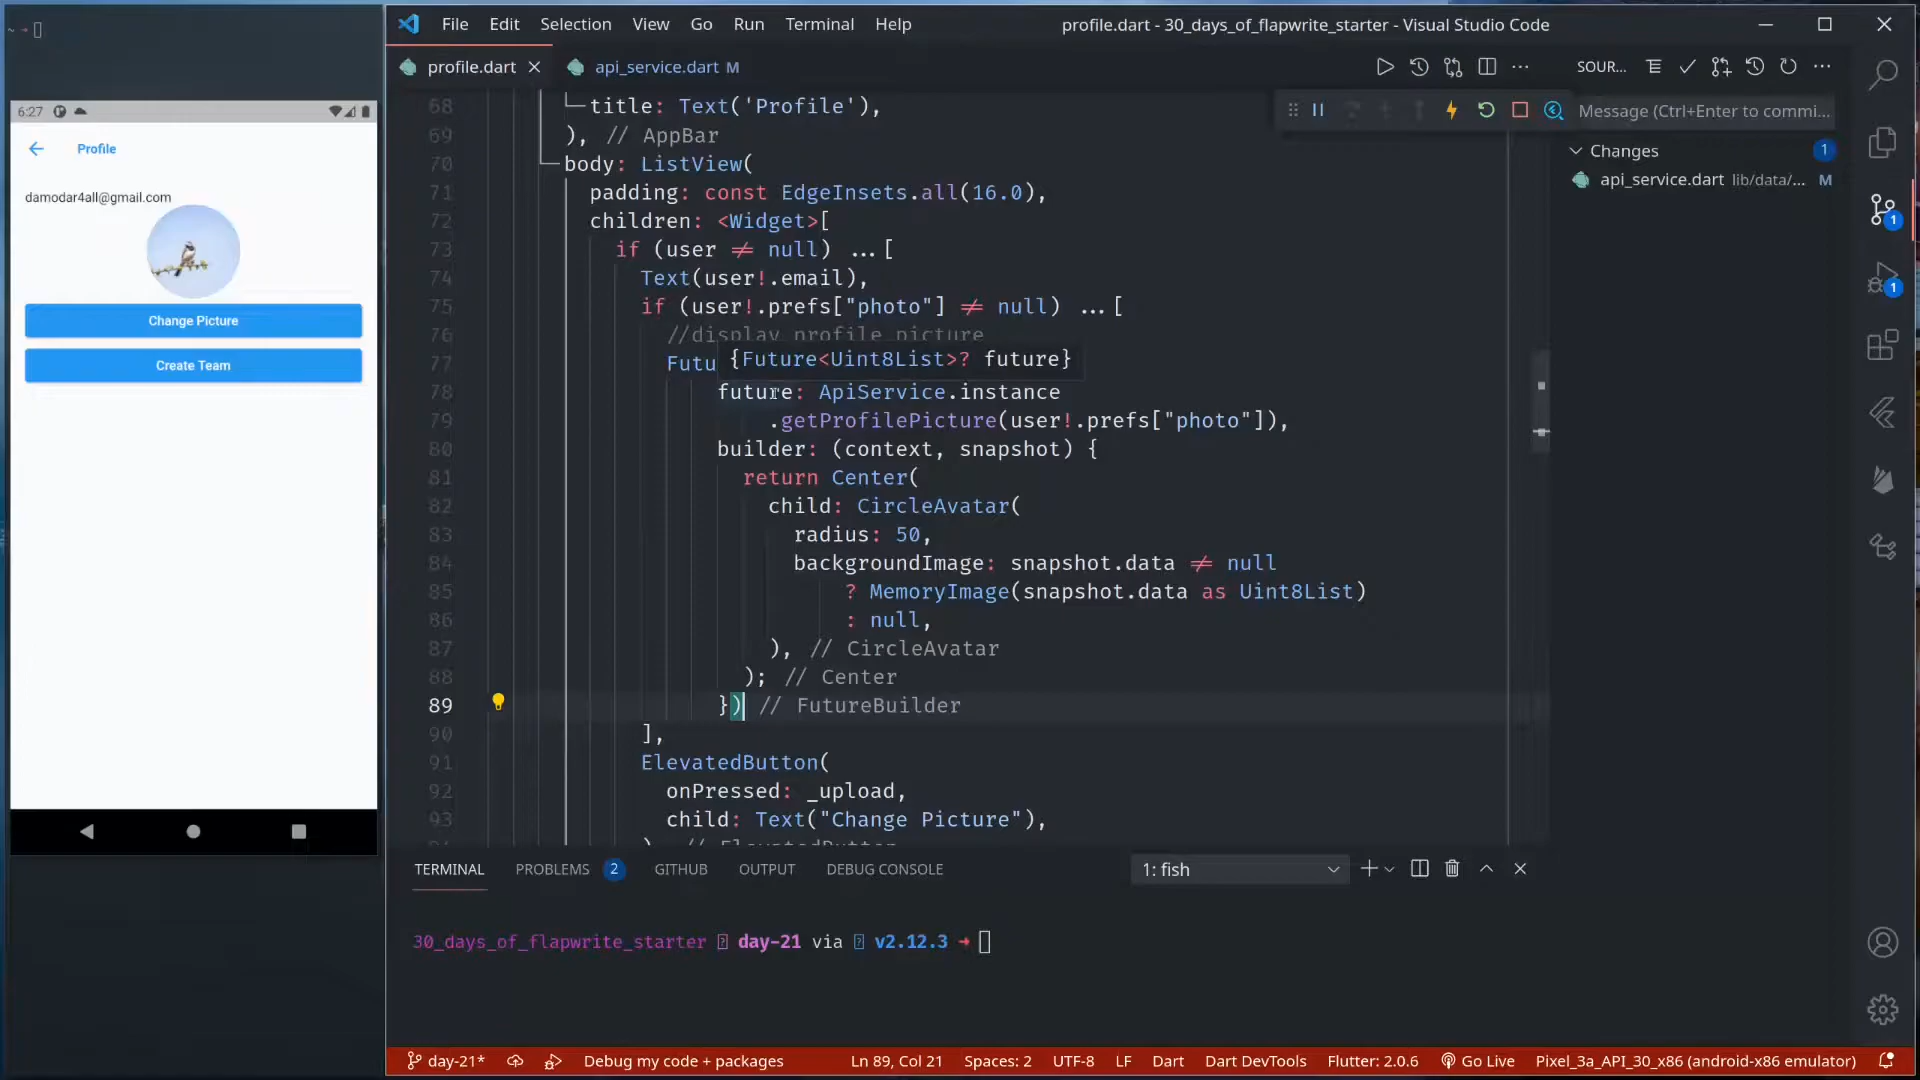 File Edit Selection View Go Run Terminal Help
profile.dart - 30_days_of_flapwrite_starter - Visual Studio Code
profile.dart
api_service.dart M
SOUR...
6:27
Profile
damodar4all@gmail.com
Change Picture
Create Team
68 title: Text('Profile'),
69 ), // AppBar
70 body: ListView(
71 padding: const EdgeInsets.all(16.0),
72 children: <Widget>[
73 if (user ≠ null) ...[
74 Text(user!.email),
75 if (user!.prefs["photo"] ≠ null) ...[
76 //display profile picture
77 Futu
{Future<Uint8List>? future}
78 future: ApiService.instance
79 .getProfilePicture(user!.prefs["photo"]),
80 builder: (context, snapshot) {
81 return Center(
82 child: CircleAvatar(
83 radius: 50,
84 backgroundImage: snapshot.data ≠ null
85 ? MemoryImage(snapshot.data as Uint8List)
86 : null,
87 ), // CircleAvatar
88 ); // Center
89 }) // FutureBuilder
90 ],
91 ElevatedButton(
92 onPressed: _upload,
93 child: Text("Change Picture"),
), // ElevatedButton
Message (Ctrl+Enter to commi...
Changes 1
api_service.dart lib/data/... M
1
1
TERMINAL PROBLEMS 2 GITHUB OUTPUT DEBUG CONSOLE
1: fish
30_days_of_flapwrite_starter day-21 via v2.12.3 →
day-21* Debug my code + packages Ln 89, Col 21 Spaces: 2 UTF-8 LF Dart Dart DevTools Flutter: 2.0.6 Go Live Pixel_3a_API_30_x86 (android-x86 emulator)